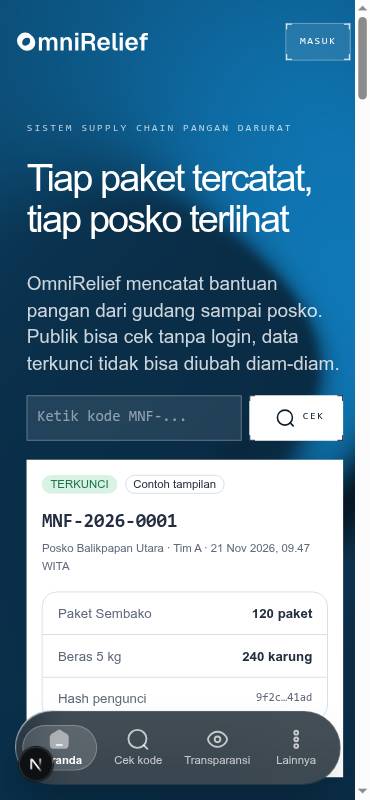 OmniRelief
MASUK
SISTEM SUPPLY CHAIN PANGAN DARURAT
Tiap paket tercatat,
tiap posko terlihat
OmniRelief mencatat bantuan
pangan dari gudang sampai posko.
Publik bisa cek tanpa login, data
terkunci tidak bisa diubah diam-diam.
Ketik kode MNF-...
CEK
TERKUNCI
Contoh tampilan
MNF-2026-0001
Posko Balikpapan Utara · Tim A · 21 Nov 2026, 09.47
WITA
Paket Sembako
120 paket
Beras 5 kg
240 karung
Hash pengunci
9f2c…41ad
N
randa
Cek kode
Transparansi
Lainnya